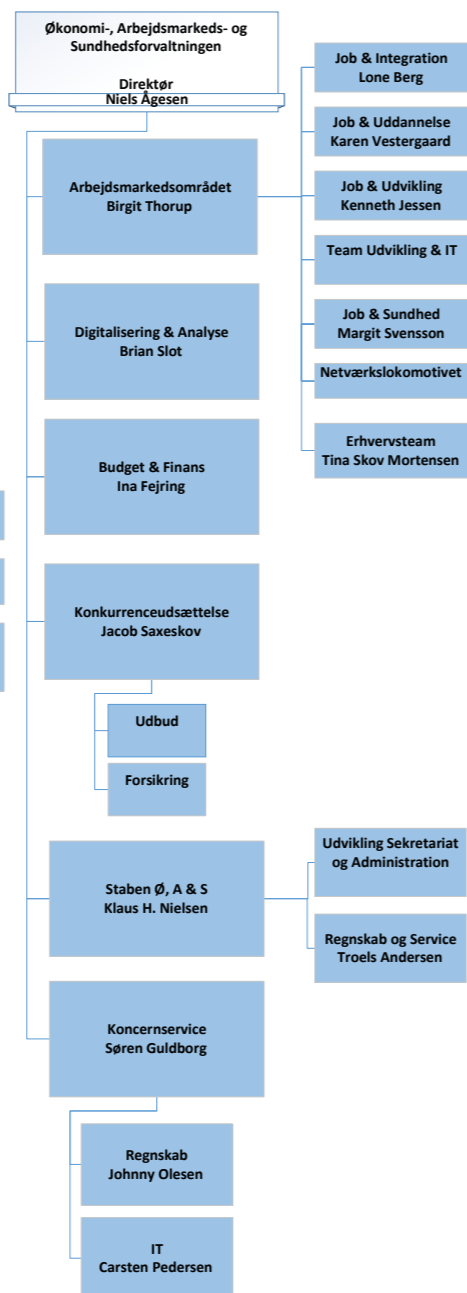 Økonomi-, Arbejdsmarkeds- og
Sundhedsforvaltningen
Direktør
Niels Ågesen
Arbejdsmarkedsområdet
Birgit Thorup
Job & Integration
Lone Berg
Job & Uddannelse
Karen Vestergaard
Job & Udvikling
Kenneth Jessen
Team Udvikling & IT
Job & Sundhed
Margit Svensson
Netværkslokomotivet
Erhvervsteam
Tina Skov Mortensen
Digitalisering & Analyse
Brian Slot
Budget & Finans
Ina Fejring
Konkurrenceudsættelse
Jacob Saxeskov
Udbud
Forsikring
Staben Ø, A & S
Klaus H. Nielsen
Udvikling Sekretariat
og Administration
Regnskab og Service
Troels Andersen
Koncernservice
Søren Guldborg
Regnskab
Johnny Olesen
IT
Carsten Pedersen